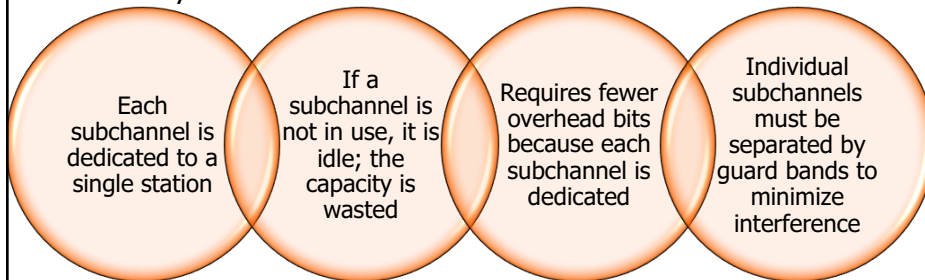 Each
subchannel is
dedicated to a
single station
If a
subchannel is
not in use, it is
idle; the
capacity is
wasted
Requires fewer
overhead bits
because each
subchannel is
dedicated
Individual
subchannels
must be
separated by
guard bands to
minimize
interference